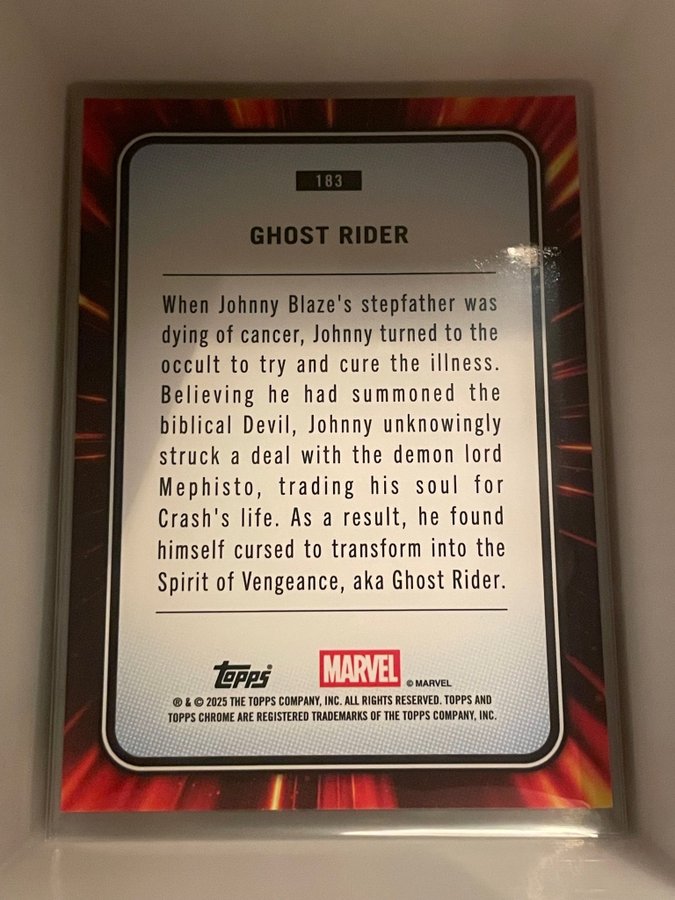 183
GHOST RIDER
When Johnny Blaze's stepfather was
dying of cancer, Johnny turned to the
occult to try and cure the illness.
Believing he had summoned the
biblical Devil, Johnny unknowingly
struck a deal with the demon lord
Mephisto, trading his soul for
Crash's life. As a result, he found
himself cursed to transform into the
Spirit of Vengeance, aka Ghost Rider.
topps MARVEL © MARVEL
® & © 2025 THE TOPPS COMPANY, INC. ALL RIGHTS RESERVED. TOPPS AND
TOPPS CHROME ARE REGISTERED TRADEMARKS OF THE TOPPS COMPANY, INC.